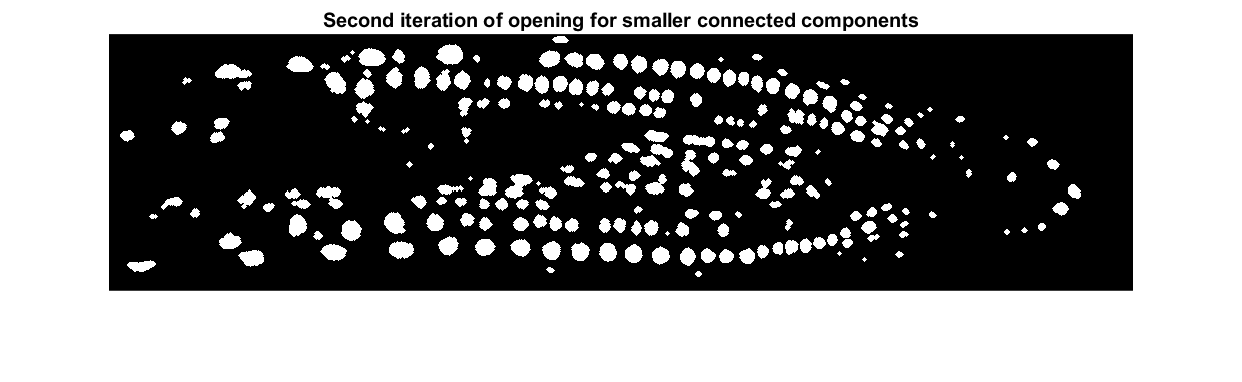 Second iteration of opening for smaller connected components